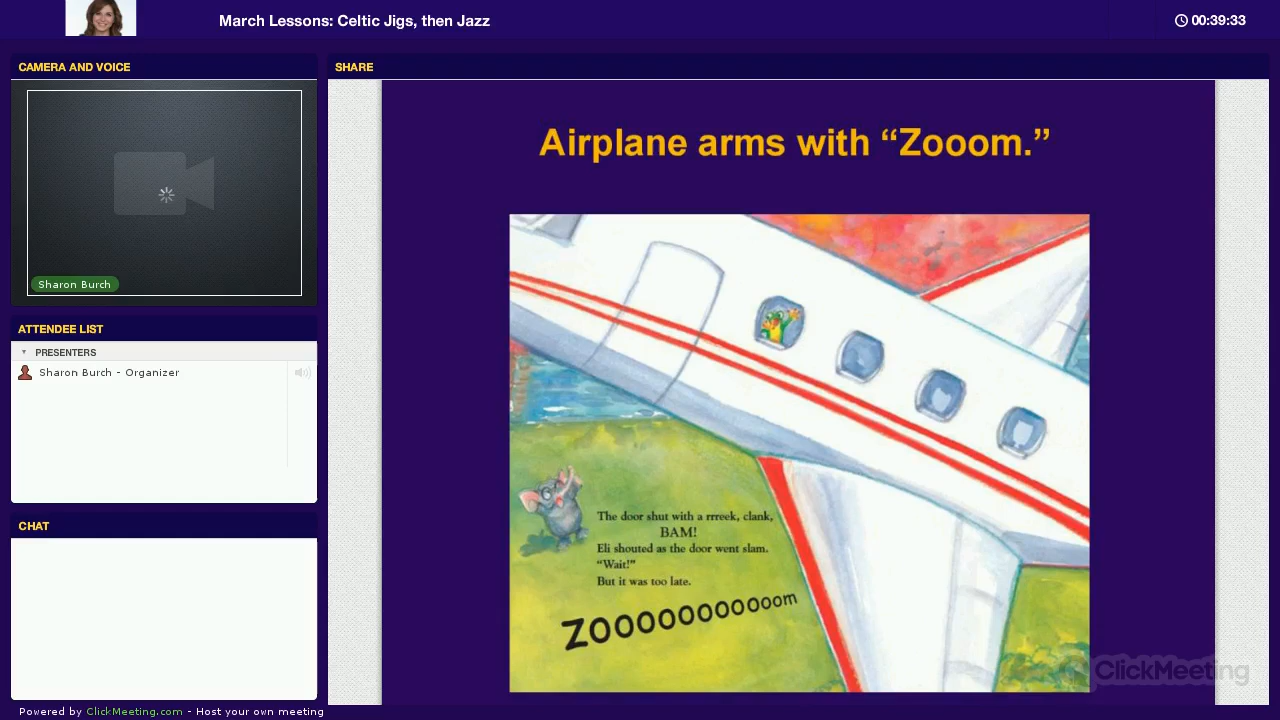 March Lessons: Celtic Jigs, then Jazz
00:39:33
CAMERA AND VOICE
Sharon Burch
ATTENDEE LIST
PRESENTERS
Sharon Burch - Organizer
CHAT
Powered by ClickMeeting.com - Host your own meeting
SHARE
Airplane arms with “Zooom.”
The door shut with a rrreek, clank,
BAM!
Eli shouted as the door went slam.
“Wait!”
But it was too late.
ZOOOOOOOOOOOm
ClickMeeting